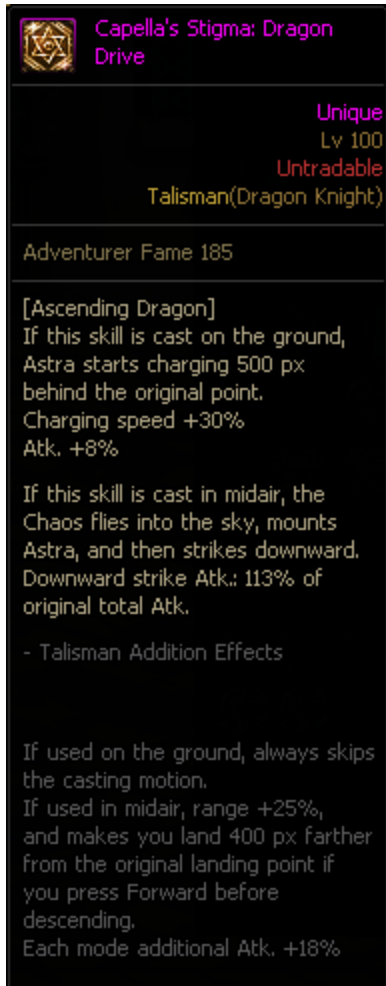 Capella's Stigma: Dragon
Drive
Unique
Lv 100
Untradable
Talisman(Dragon Knight)
Adventurer Fame 185
[Ascending Dragon]
If this skill is cast on the ground,
Astra starts charging 500 px
behind the original point.
Charging speed +30%
Atk. +8%
If this skill is cast in midair, the
Chaos flies into the sky, mounts
Astra, and then strikes downward.
Downward strike Atk.: 113% of
original total Atk.
- Talisman Addition Effects
If used on the ground, always skips
the casting motion.
If used in midair, range +25%,
and makes you land 400 px farther
from the original landing point if
you press Forward before
descending.
Each mode additional Atk. +18%